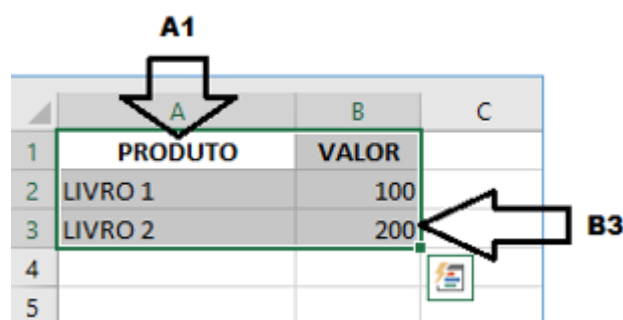 A1
A B C
1 PRODUTO VALOR
2 LIVRO 1 100
3 LIVRO 2 200
B3
4
5